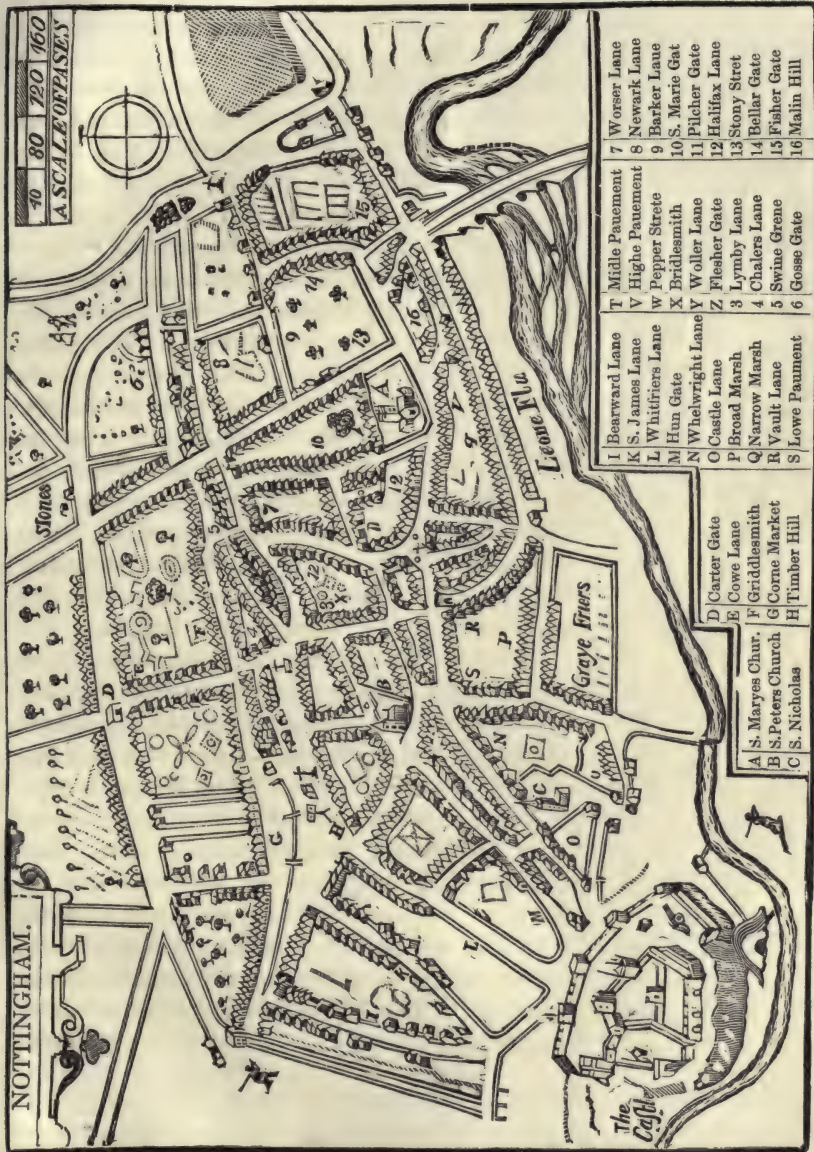 NOTTINGHAM.
40 80 120 160
A SCALE OF PASES
Stones
Leene Flu
Graye Friers
The
Castle
A S. Maryes Chur.
B S. Peters Church
C S. Nicholas
D Carter Gate
E Cowe Lane
F Griddlesmith
G Corne Market
H Timber Hill
I Bearward Lane
K S. James Lane
L Whitfriers Lane
M Hun Gate
N Whelwright Lane
O Castle Lane
P Broad Marsh
Q Narrow Marsh
R Vault Lane
S Lowe Paument
T Midle Pauement
V Highe Pauement
W Pepper Strete
X Bridlesmith
Y Woller Lane
Z Flesher Gate
3 Lymby Lane
4 Chalers Lane
5 Swine Grene
6 Gosse Gate
7 Worser Lane
8 Newark Lane
9 Barker Laue
10 S. Marie Gat
11 Pilcher Gate
12 Halifax Lane
13 Stony Stret
14 Bellar Gate
15 Fisher Gate
16 Malin Hill